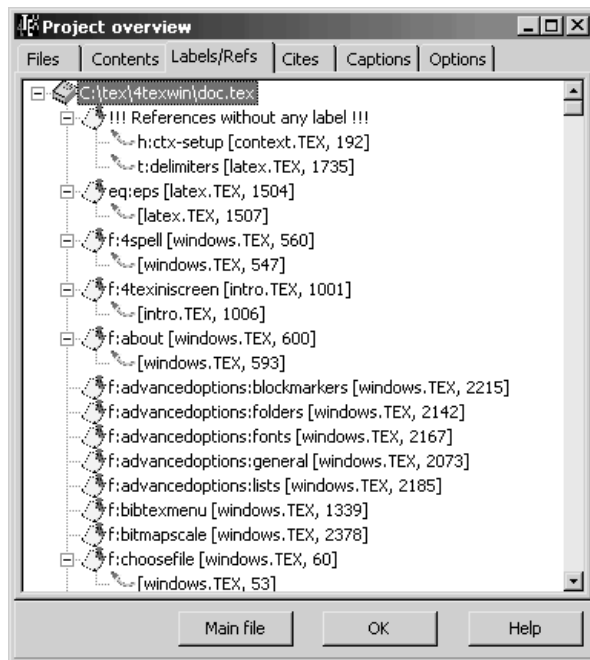 4TEX Project overview
Files Contents Labels/Refs Cites Captions Options
C:\tex\4texwin\doc.tex
!!! References without any label !!!
h:ctx-setup [context.TEX, 192]
t:delimiters [latex.TEX, 1735]
eq:eps [latex.TEX, 1504]
[latex.TEX, 1507]
f:4spell [windows.TEX, 560]
[windows.TEX, 547]
f:4texiniscreen [intro.TEX, 1001]
[intro.TEX, 1006]
f:about [windows.TEX, 600]
[windows.TEX, 593]
f:advancedoptions:blockmarkers [windows.TEX, 2215]
f:advancedoptions:folders [windows.TEX, 2142]
f:advancedoptions:fonts [windows.TEX, 2167]
f:advancedoptions:general [windows.TEX, 2073]
f:advancedoptions:lists [windows.TEX, 2185]
f:bibtexmenu [windows.TEX, 1339]
f:bitmapscale [windows.TEX, 2378]
f:choosefile [windows.TEX, 60]
[windows.TEX, 53]
Main file OK Help